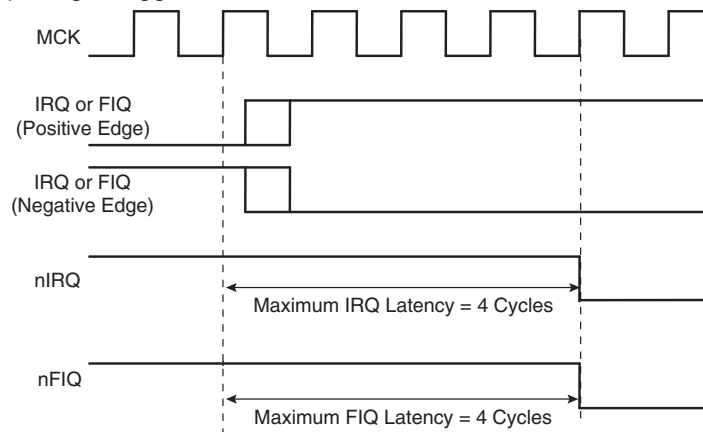 MCK
IRQ or FIQ
(Positive Edge)
IRQ or FIQ
(Negative Edge)
nIRQ
Maximum IRQ Latency = 4 Cycles
nFIQ
Maximum FIQ Latency = 4 Cycles